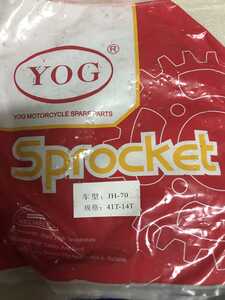 YOG
®
YOG MOTORCYCLE SPARE PARTS
Sprocket
车型：JH-70
规格：41T-14T